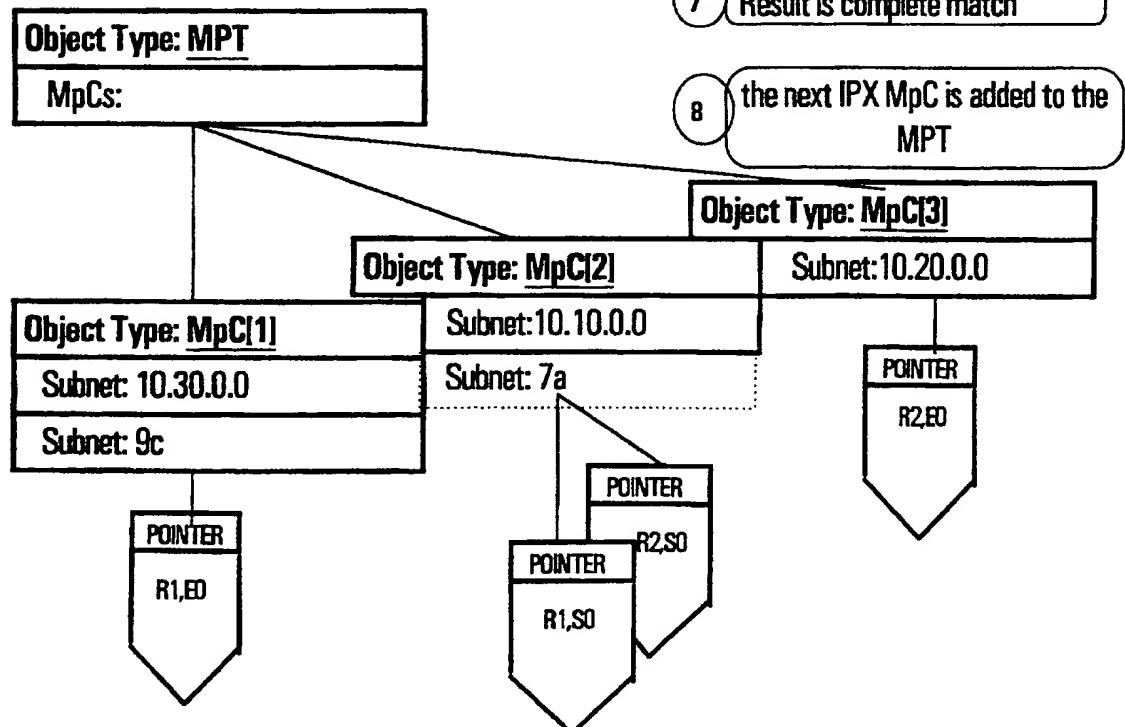 7
Result is complete match
Object Type: MPT
MpCs:
8
the next IPX MpC is added to the
MPT
Object Type: MpC[3]
Subnet:10.20.0.0
Object Type: MpC[2]
Subnet:10.10.0.0
Subnet: 7a
Object Type: MpC[1]
Subnet: 10.30.0.0
Subnet: 9c
POINTER
R2,E0
POINTER
R2,S0
POINTER
R1,E0
POINTER
R1,S0